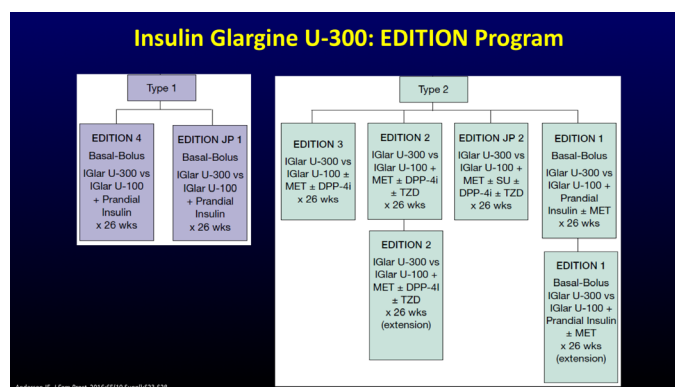 Insulin Glargine U-300: EDITION Program
Type 1
EDITION 4
Basal-Bolus
IGlar U-300 vs
IGlar U-100
+ Prandial
Insulin
x 26 wks
EDITION JP 1
Basal-Bolus
IGlar U-300 vs
IGlar U-100
+ Prandial
Insulin
x 26 wks
Type 2
EDITION 3
IGlar U-300 vs
IGlar U-100 ±
MET ± DPP-4i
x 26 wks
EDITION 2
IGlar U-300 vs
IGlar U-100 +
MET ± DPP-4i
± TZD
x 26 wks
EDITION 2
IGlar U-300 vs
IGlar U-100 +
MET ± DPP-4I
± TZD
x 26 wks
(extension)
EDITION JP 2
IGlar U-300 vs
IGlar U-100 +
MET ± SU ±
DPP-4i ± TZD
x 26 wks
EDITION 1
Basal-Bolus
IGlar U-300 vs
IGlar U-100 +
Prandial
Insulin ± MET
x 26 wks
EDITION 1
Basal-Bolus
IGlar U-300 vs
IGlar U-100 +
Prandial Insulin
± MET
x 26 wks
(extension)